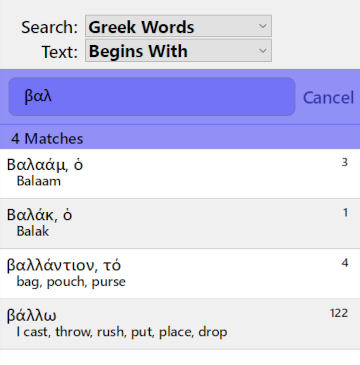 Search: Greek Words
Text: Begins With
βαλ Cancel
4 Matches
Βαλαάμ, ὁ 3
Balaam
Βαλάκ, ὁ 1
Balak
βαλλάντιον, τό 4
bag, pouch, purse
βάλλω 122
I cast, throw, rush, put, place, drop